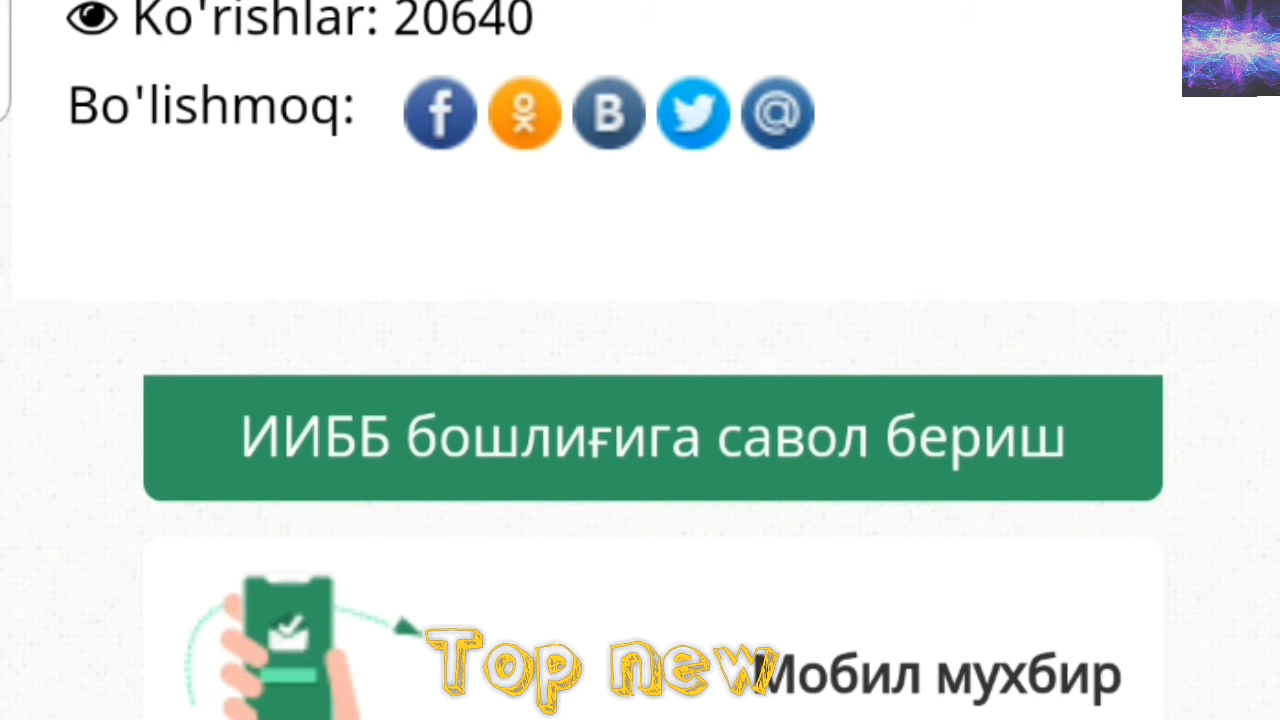 Ko'rishlar: 20640
Bo'lishmoq:
ИИББ бошлиғига савол бериш
Top new
Мобил мухбир